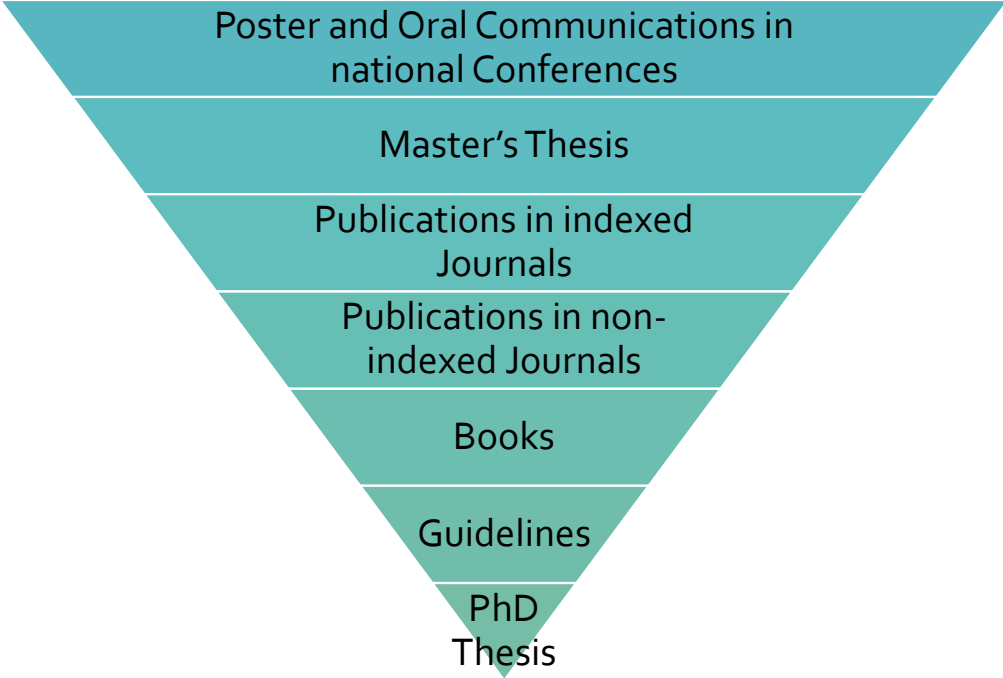 Poster and Oral Communications in
national Conferences
Master's Thesis
Publications in indexed
Journals
Publications in non-
indexed Journals
Books
Guidelines
PhD
Thesis